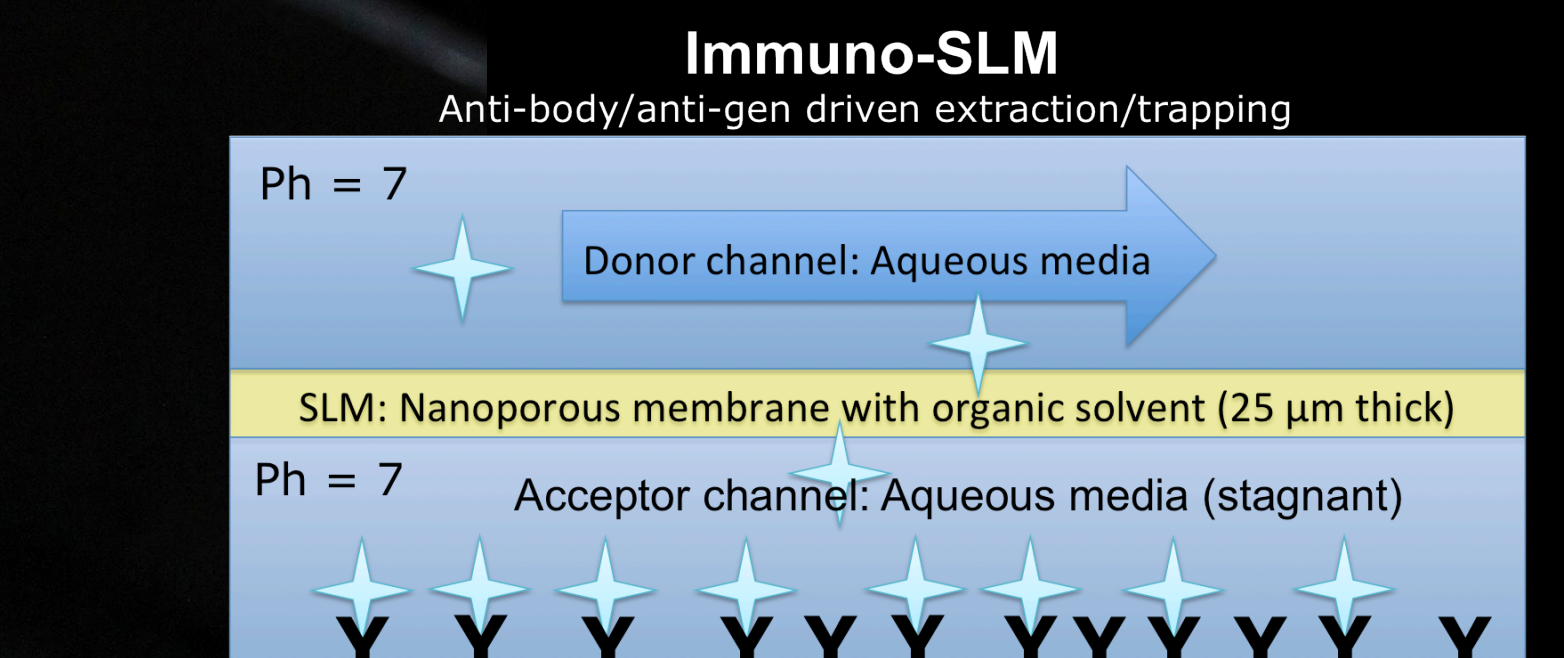 Immuno-SLM
Anti-body/anti-gen driven extraction/trapping
Ph = 7
Donor channel: Aqueous media
SLM: Nanoporous membrane with organic solvent (25 µm thick)
Ph = 7
Acceptor channel: Aqueous media (stagnant)
Y Y Y Y Y Y Y Y Y Y Y Y